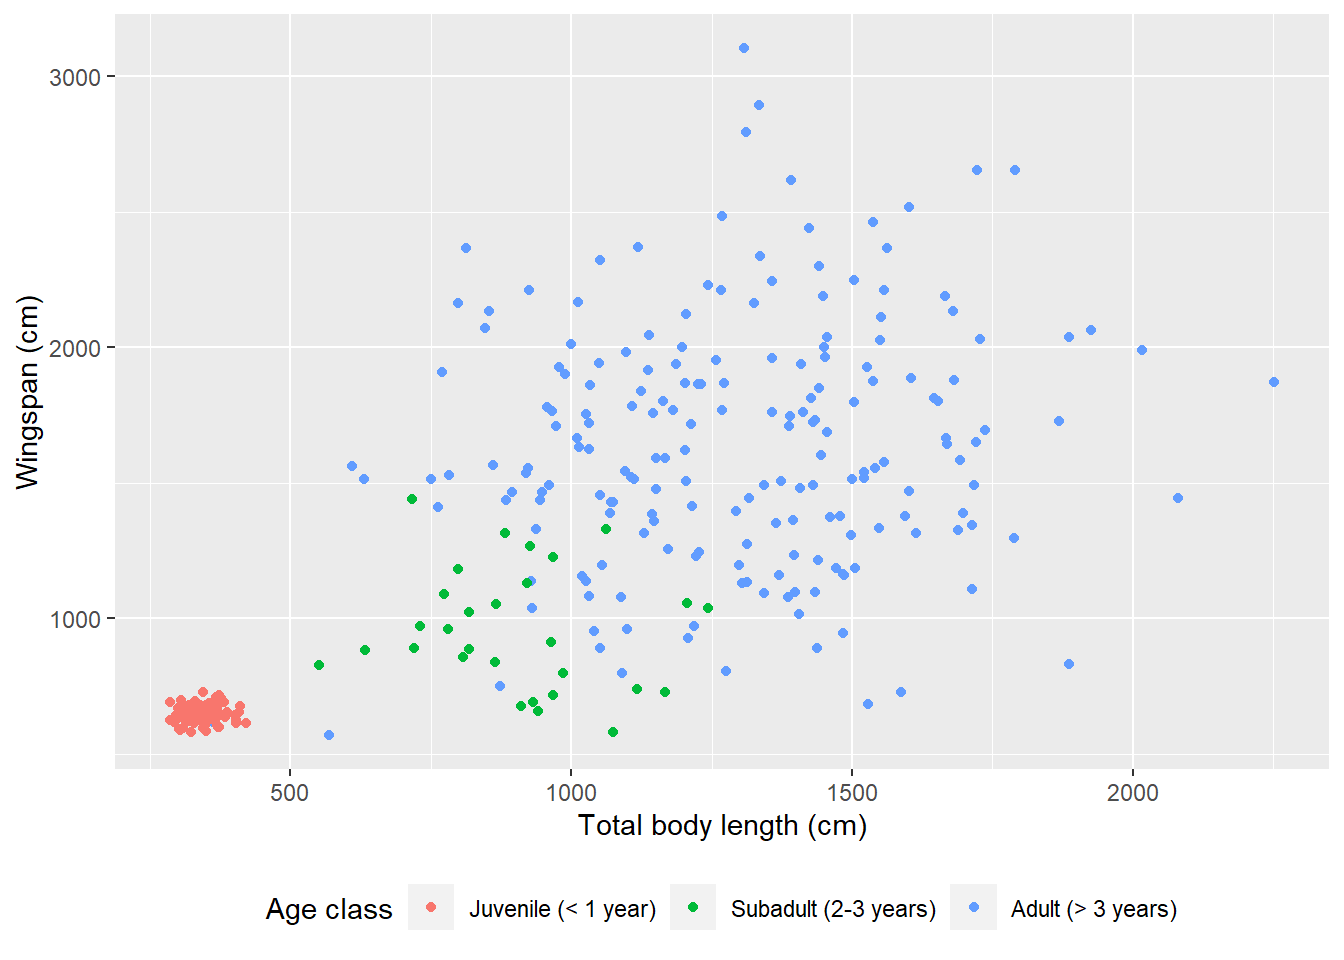 3000
2000
1000
Wingspan (cm)
500 1000 1500 2000
Total body length (cm)
Age class Juvenile (< 1 year) Subadult (2-3 years) Adult (> 3 years)